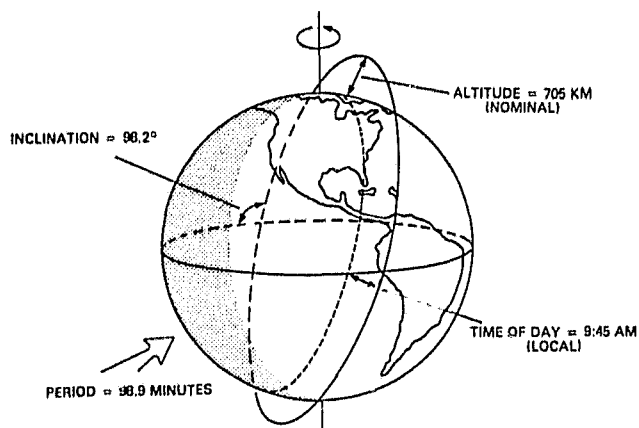 ALTITUDE = 705 KM
(NOMINAL)
INCLINATION = 98.2°
TIME OF DAY = 9:45 AM
(LOCAL)
PERIOD = 98.9 MINUTES